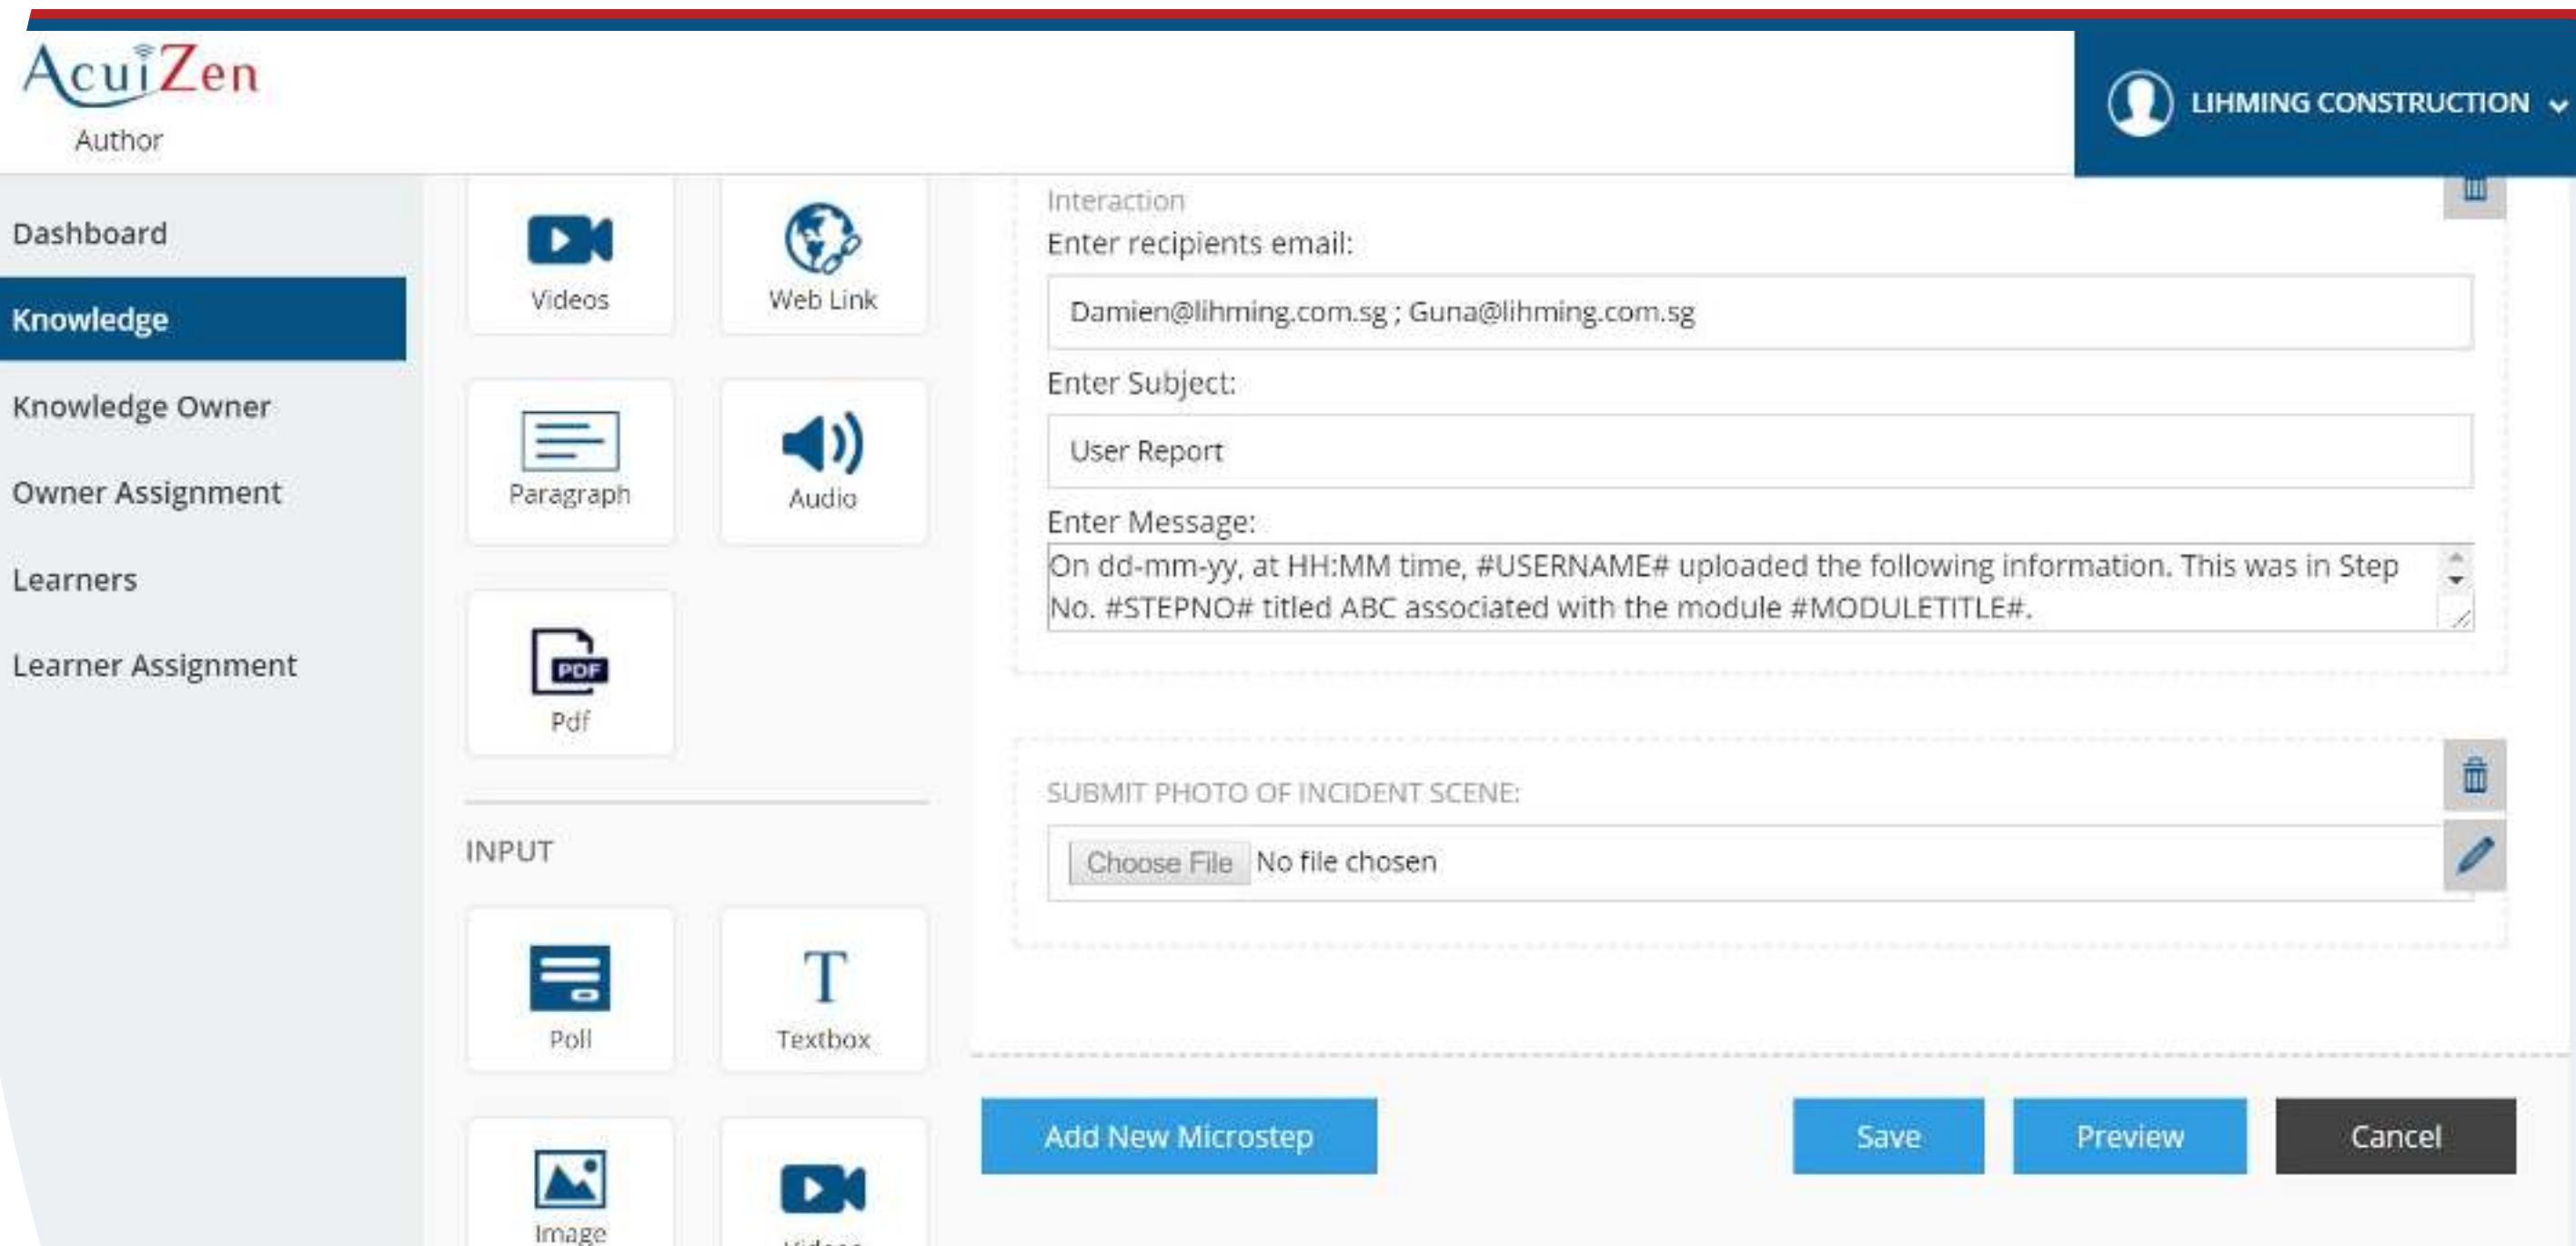 AcuiZen
Author
LIHMING CONSTRUCTION
Dashboard
Knowledge
Knowledge Owner
Owner Assignment
Learners
Learner Assignment
Videos
Web Link
Paragraph
Audio
PDF
Pdf
INPUT
Poll
Textbox
T
Image
Videos
Interaction
Enter recipients email:
Damien@lihming.com.sg ; Guna@lihming.com.sg
Enter Subject:
User Report
Enter Message:
On dd-mm-yy, at HH:MM time, #USERNAME# uploaded the following information. This was in Step
No. #STEPNO# titled ABC associated with the module #MODULETITLE#.
SUBMIT PHOTO OF INCIDENT SCENE:
Choose File No file chosen
Add New Microstep
Save
Preview
Cancel